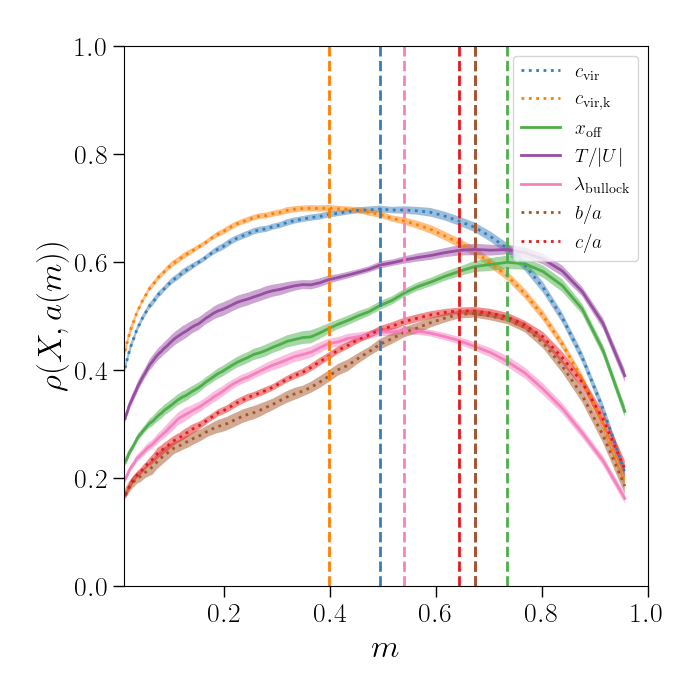 1.0
0.8
0.6
0.4
0.2
0.0
ρ(X, a(m))
0.2 0.4 0.6 0.8 1.0
m
c_vir
c_vir,k
x_off
T/|U|
λ_bullock
b/a
c/a